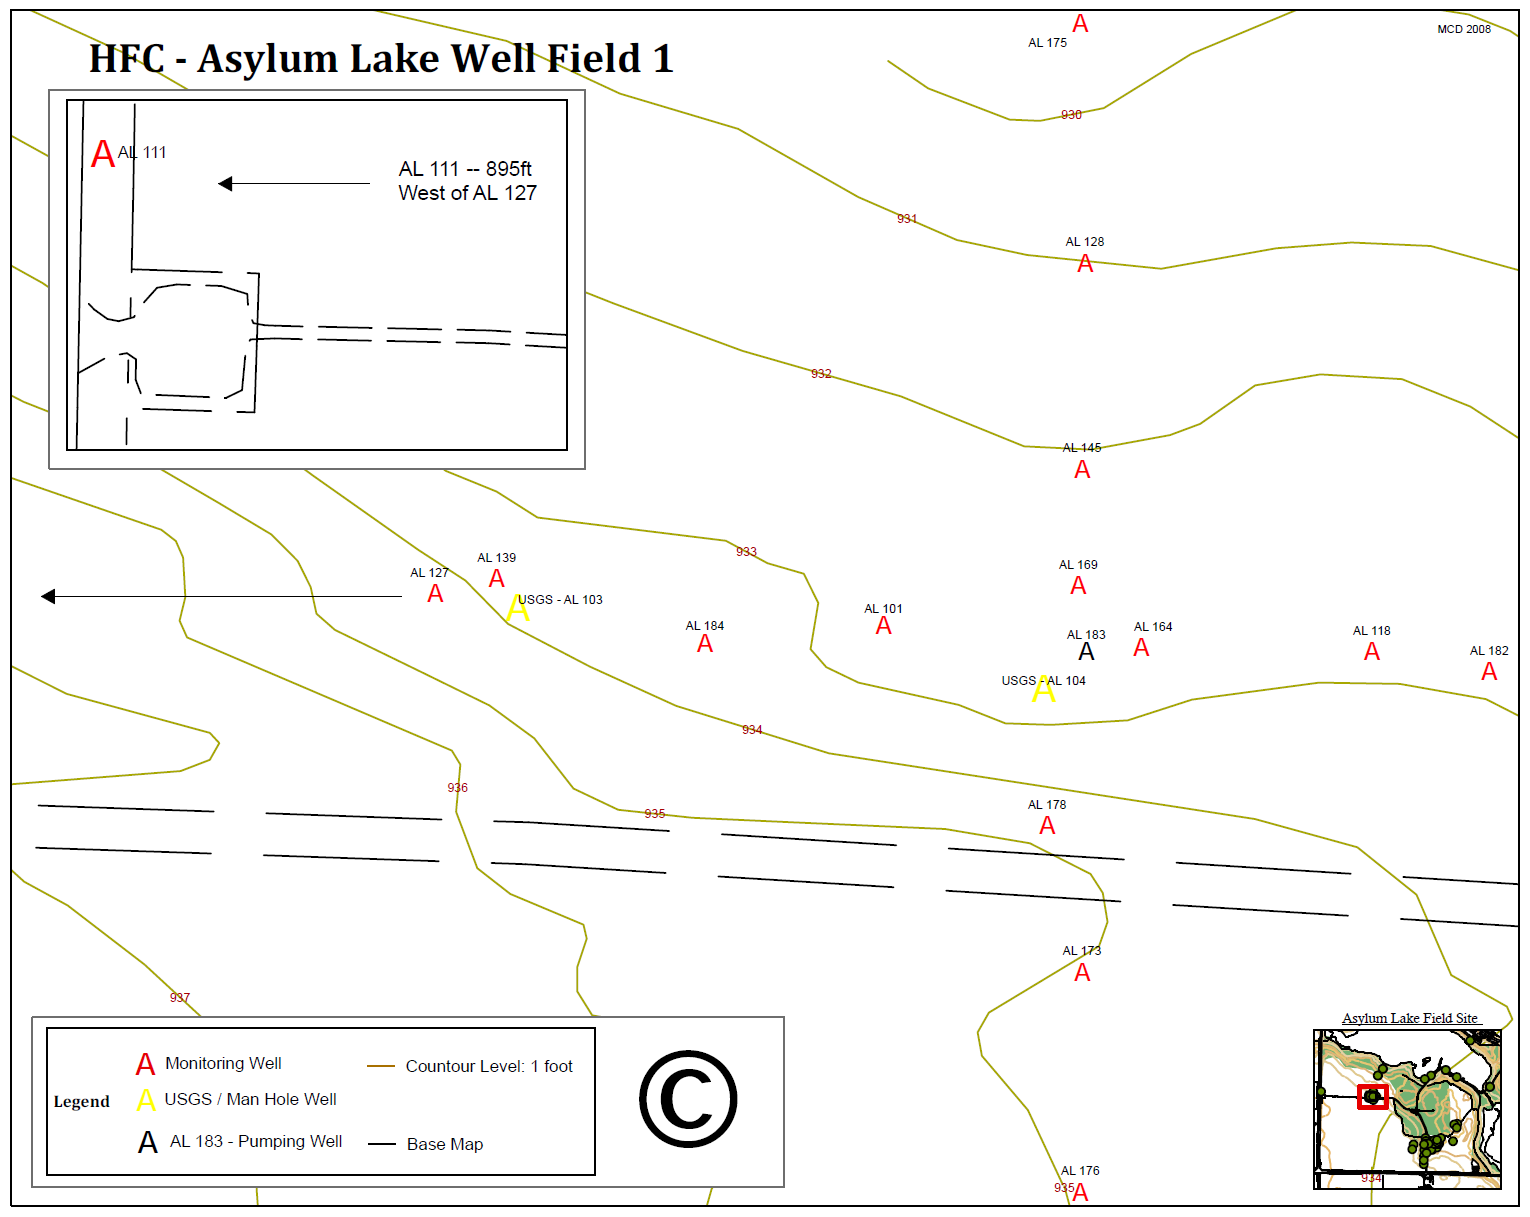 HFC - Asylum Lake Well Field 1
MCD 2008
A
AL 175
930
A AL 111
AL 111 -- 895ft
West of AL 127
931
AL 128
A
932
AL 145
A
933
AL 139
A
AL 127
A
USGS - AL 103
A
AL 184
A
AL 101
A
AL 169
A
AL 183
A
AL 164
A
AL 118
A
AL 182
A
USGS - AL 104
A
934
936
935
AL 178
A
AL 173
A
937
AL 176
935
A
Legend
A Monitoring Well
A USGS / Man Hole Well
A AL 183 - Pumping Well
Countour Level: 1 foot
Base Map
©
Asylum Lake Field Site
934